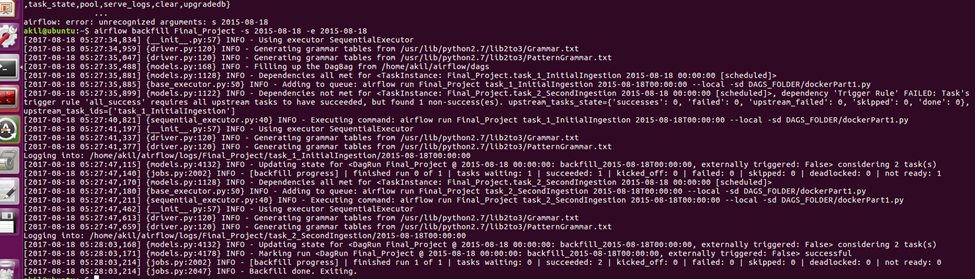 ,task_state,pool,serve_logs,clear,upgradedb}
...
airflow: error: unrecognized arguments: s 2015-08-18
akil@ubuntu:~$ airflow backfill Final_Project -s 2015-08-18 -e 2015-08-18
[2017-08-18 05:27:34,834] {__init__.py:57} INFO - Using executor SequentialExecutor
[2017-08-18 05:27:34,959] {driver.py:120} INFO - Generating grammar tables from /usr/lib/python2.7/lib2to3/Grammar.txt
[2017-08-18 05:27:35,047] {driver.py:120} INFO - Generating grammar tables from /usr/lib/python2.7/lib2to3/PatternGrammar.txt
[2017-08-18 05:27:35,488] {models.py:168} INFO - Filling up the DagBag from /home/akil/airflow/dags
[2017-08-18 05:27:35,881] {models.py:1128} INFO - Dependencies all met for <TaskInstance: Final_Project.task_1_InitialIngestion 2015-08-18 00:00:00 [scheduled]>
[2017-08-18 05:27:35,885] {base_executor.py:50} INFO - Adding to queue: airflow run Final_Project task_1_InitialIngestion 2015-08-18T00:00:00 --local -sd DAGS_FOLDER/dockerPart1.py
[2017-08-18 05:27:35,899] {models.py:1122} INFO - Dependencies not met for <TaskInstance: Final_Project.task_2_SecondIngestion 2015-08-18 00:00:00 [scheduled]>, dependency 'Trigger Rule' FAILED: Task's
trigger rule 'all_success' requires all upstream tasks to have succeeded, but found 1 non-success(es). upstream_tasks_state={'successes': 0, 'failed': 0, 'upstream_failed': 0, 'skipped': 0, 'done': 0},
upstream_task_ids=['task_1_InitialIngestion']
[2017-08-18 05:27:40,821] {sequential_executor.py:40} INFO - Executing command: airflow run Final_Project task_1_InitialIngestion 2015-08-18T00:00:00 --local -sd DAGS_FOLDER/dockerPart1.py
[2017-08-18 05:27:41,197] {__init__.py:57} INFO - Using executor SequentialExecutor
[2017-08-18 05:27:41,337] {driver.py:120} INFO - Generating grammar tables from /usr/lib/python2.7/lib2to3/Grammar.txt
[2017-08-18 05:27:41,377] {driver.py:120} INFO - Generating grammar tables from /usr/lib/python2.7/lib2to3/PatternGrammar.txt
Logging into: /home/akil/airflow/logs/Final_Project/task_1_InitialIngestion/2015-08-18T00:00:00
[2017-08-18 05:27:47,115] {models.py:4132} INFO - Updating state for <DagRun Final_Project @ 2015-08-18 00:00:00: backfill_2015-08-18T00:00:00, externally triggered: False> considering 2 task(s)
[2017-08-18 05:27:47,140] {jobs.py:2002} INFO - [backfill progress] | finished run 0 of 1 | tasks waiting: 1 | succeeded: 1 | kicked_off: 0 | failed: 0 | skipped: 0 | deadlocked: 0 | not ready: 1
[2017-08-18 05:27:47,170] {models.py:1128} INFO - Dependencies all met for <TaskInstance: Final_Project.task_2_SecondIngestion 2015-08-18 00:00:00 [scheduled]>
[2017-08-18 05:27:47,180] {base_executor.py:50} INFO - Adding to queue: airflow run Final_Project task_2_SecondIngestion 2015-08-18T00:00:00 --local -sd DAGS_FOLDER/dockerPart1.py
[2017-08-18 05:27:47,211] {sequential_executor.py:40} INFO - Executing command: airflow run Final_Project task_2_SecondIngestion 2015-08-18T00:00:00 --local -sd DAGS_FOLDER/dockerPart1.py
[2017-08-18 05:27:47,462] {__init__.py:57} INFO - Using executor SequentialExecutor
[2017-08-18 05:27:47,613] {driver.py:120} INFO - Generating grammar tables from /usr/lib/python2.7/lib2to3/Grammar.txt
[2017-08-18 05:27:47,659] {driver.py:120} INFO - Generating grammar tables from /usr/lib/python2.7/lib2to3/PatternGrammar.txt
Logging into: /home/akil/airflow/logs/Final_Project/task_2_SecondIngestion/2015-08-18T00:00:00
[2017-08-18 05:28:03,168] {models.py:4132} INFO - Updating state for <DagRun Final_Project @ 2015-08-18 00:00:00: backfill_2015-08-18T00:00:00, externally triggered: False> considering 2 task(s)
[2017-08-18 05:28:03,171] {models.py:4178} INFO - Marking run <DagRun Final_Project @ 2015-08-18 00:00:00: backfill_2015-08-18T00:00:00, externally triggered: False> successful
[2017-08-18 05:28:03,214] {jobs.py:2002} INFO - [backfill progress] | finished run 1 of 1 | tasks waiting: 0 | succeeded: 2 | kicked_off: 0 | failed: 0 | skipped: 0 | deadlocked: 0 | not ready: 0
[2017-08-18 05:28:03,214] {jobs.py:2047} INFO - Backfill done. Exiting.